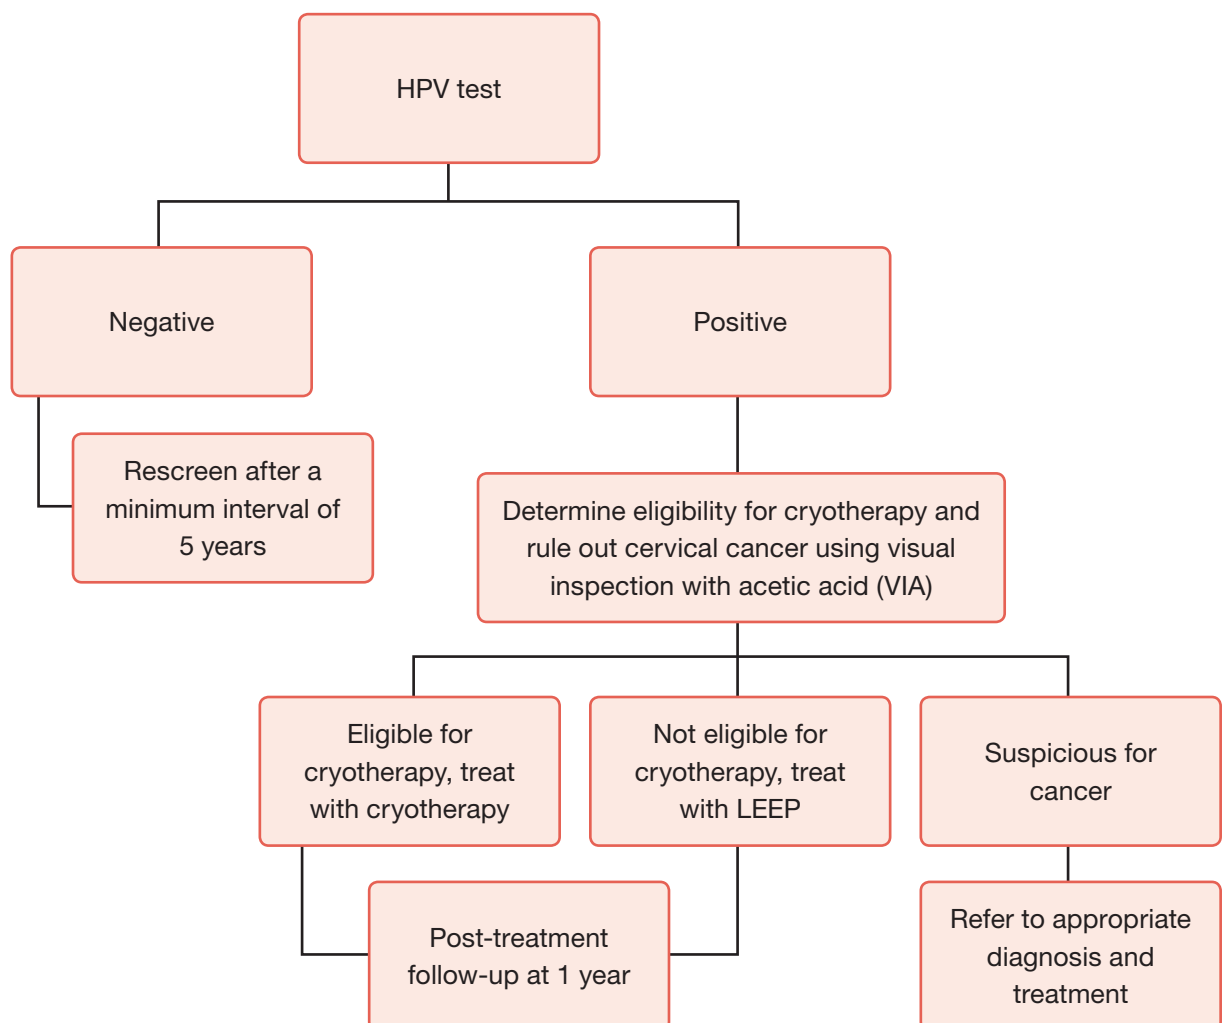 HPV test
Negative
Positive
Rescreen after a
minimum interval of
5 years
Determine eligibility for cryotherapy and
rule out cervical cancer using visual
inspection with acetic acid (VIA)
Eligible for
cryotherapy, treat
with cryotherapy
Not eligible for
cryotherapy, treat
with LEEP
Suspicious for
cancer
Post-treatment
follow-up at 1 year
Refer to appropriate
diagnosis and
treatment